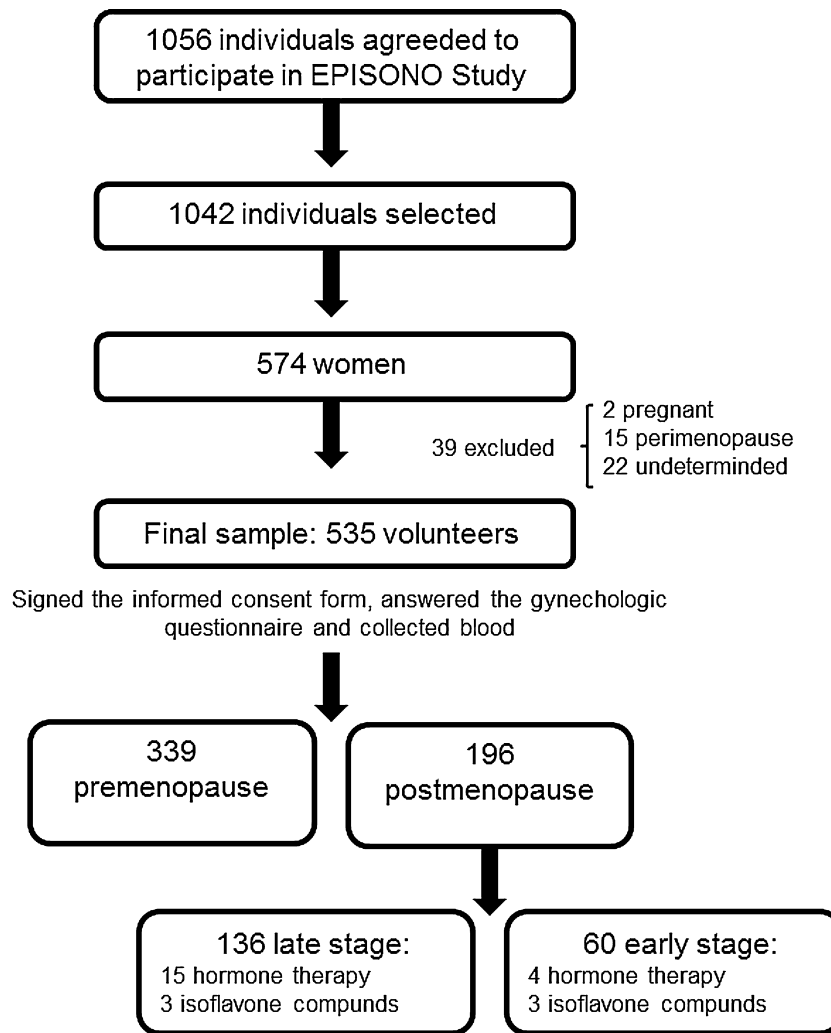 1056 individuals agreeded to
participate in EPISONO Study
1042 individuals selected
574 women
39 excluded
2 pregnant
15 perimenopause
22 undeterminded
Final sample: 535 volunteers
Signed the informed consent form, answered the gynechologic
questionnaire and collected blood
339
premenopause
196
postmenopause
136 late stage:
15 hormone therapy
3 isoflavone compunds
60 early stage:
4 hormone therapy
3 isoflavone compunds